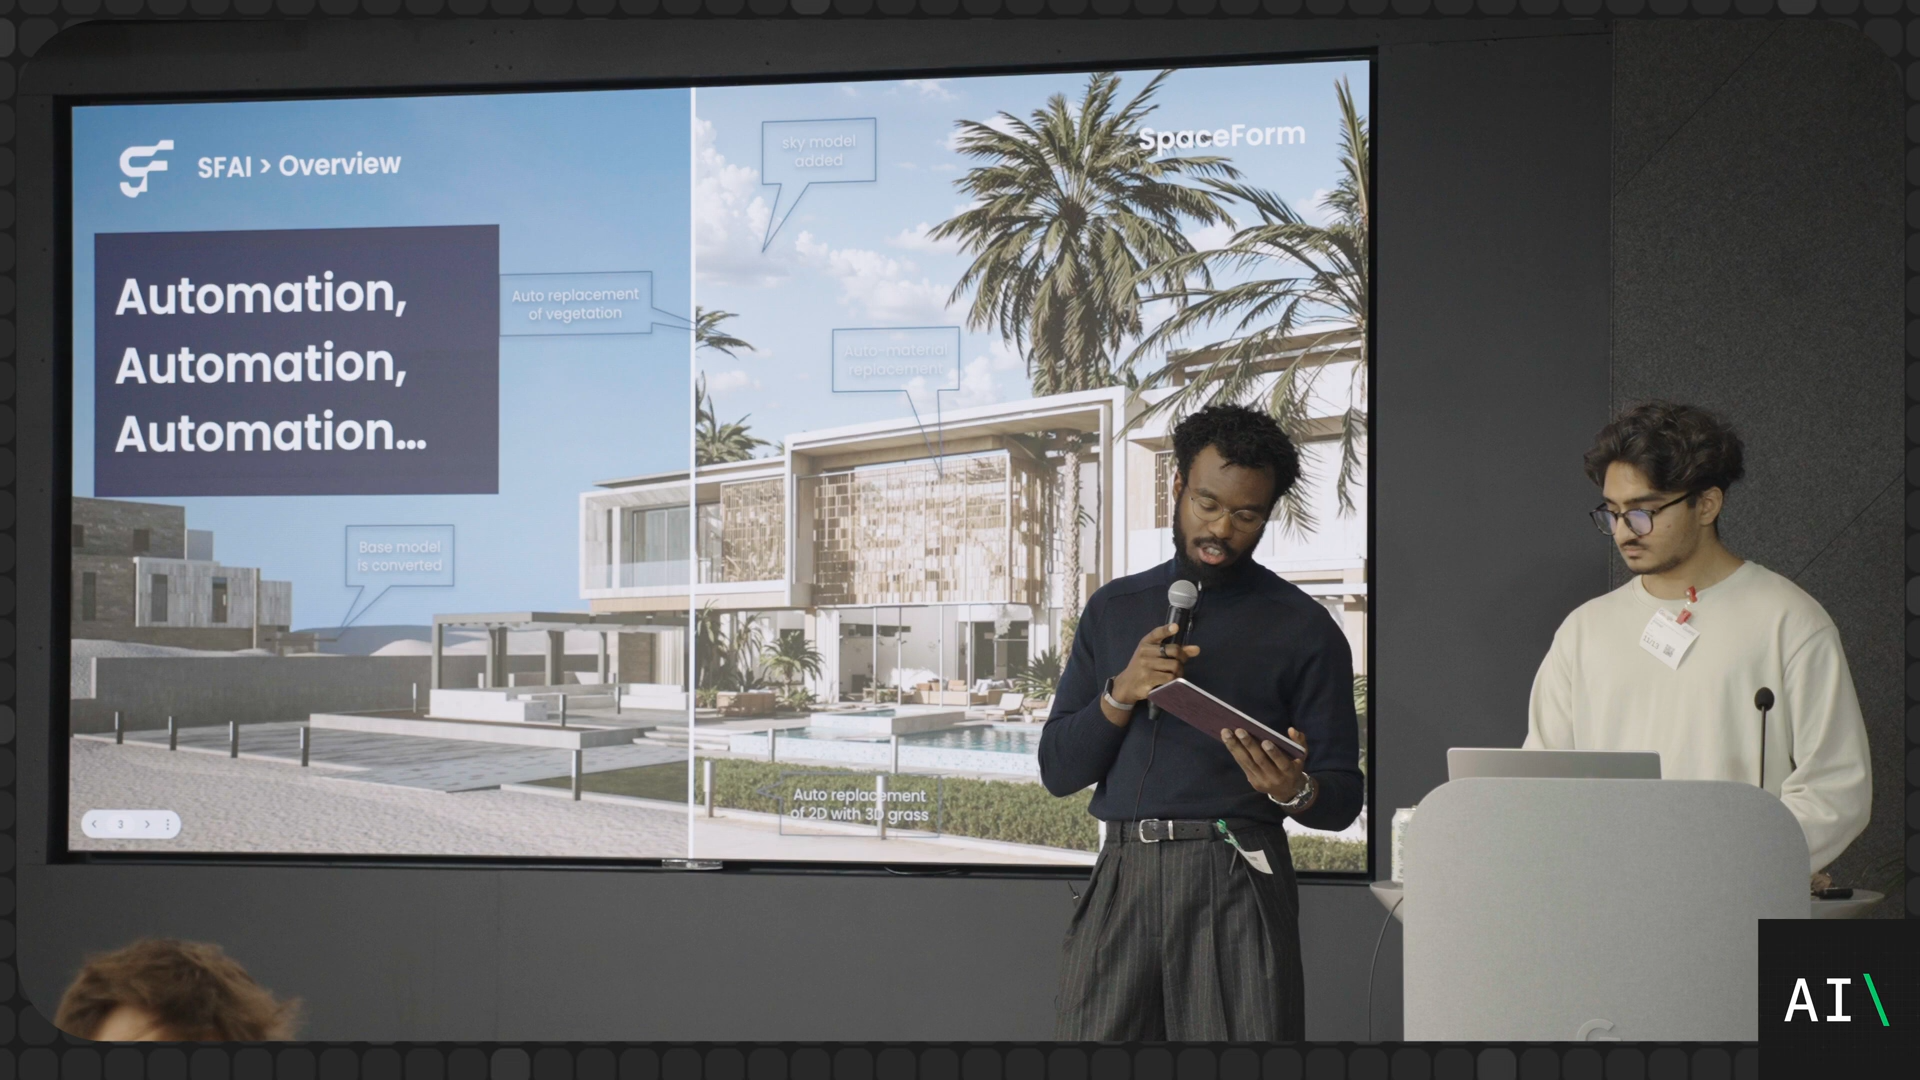 SFAI > Overview
SpaceForm
Automation,
Automation,
Automation...
sky model
added
Auto replacement
of vegetation
Auto-material
replacement
Base model
is converted
Auto replacement
of 2D with 3D grass
3
G
AI\